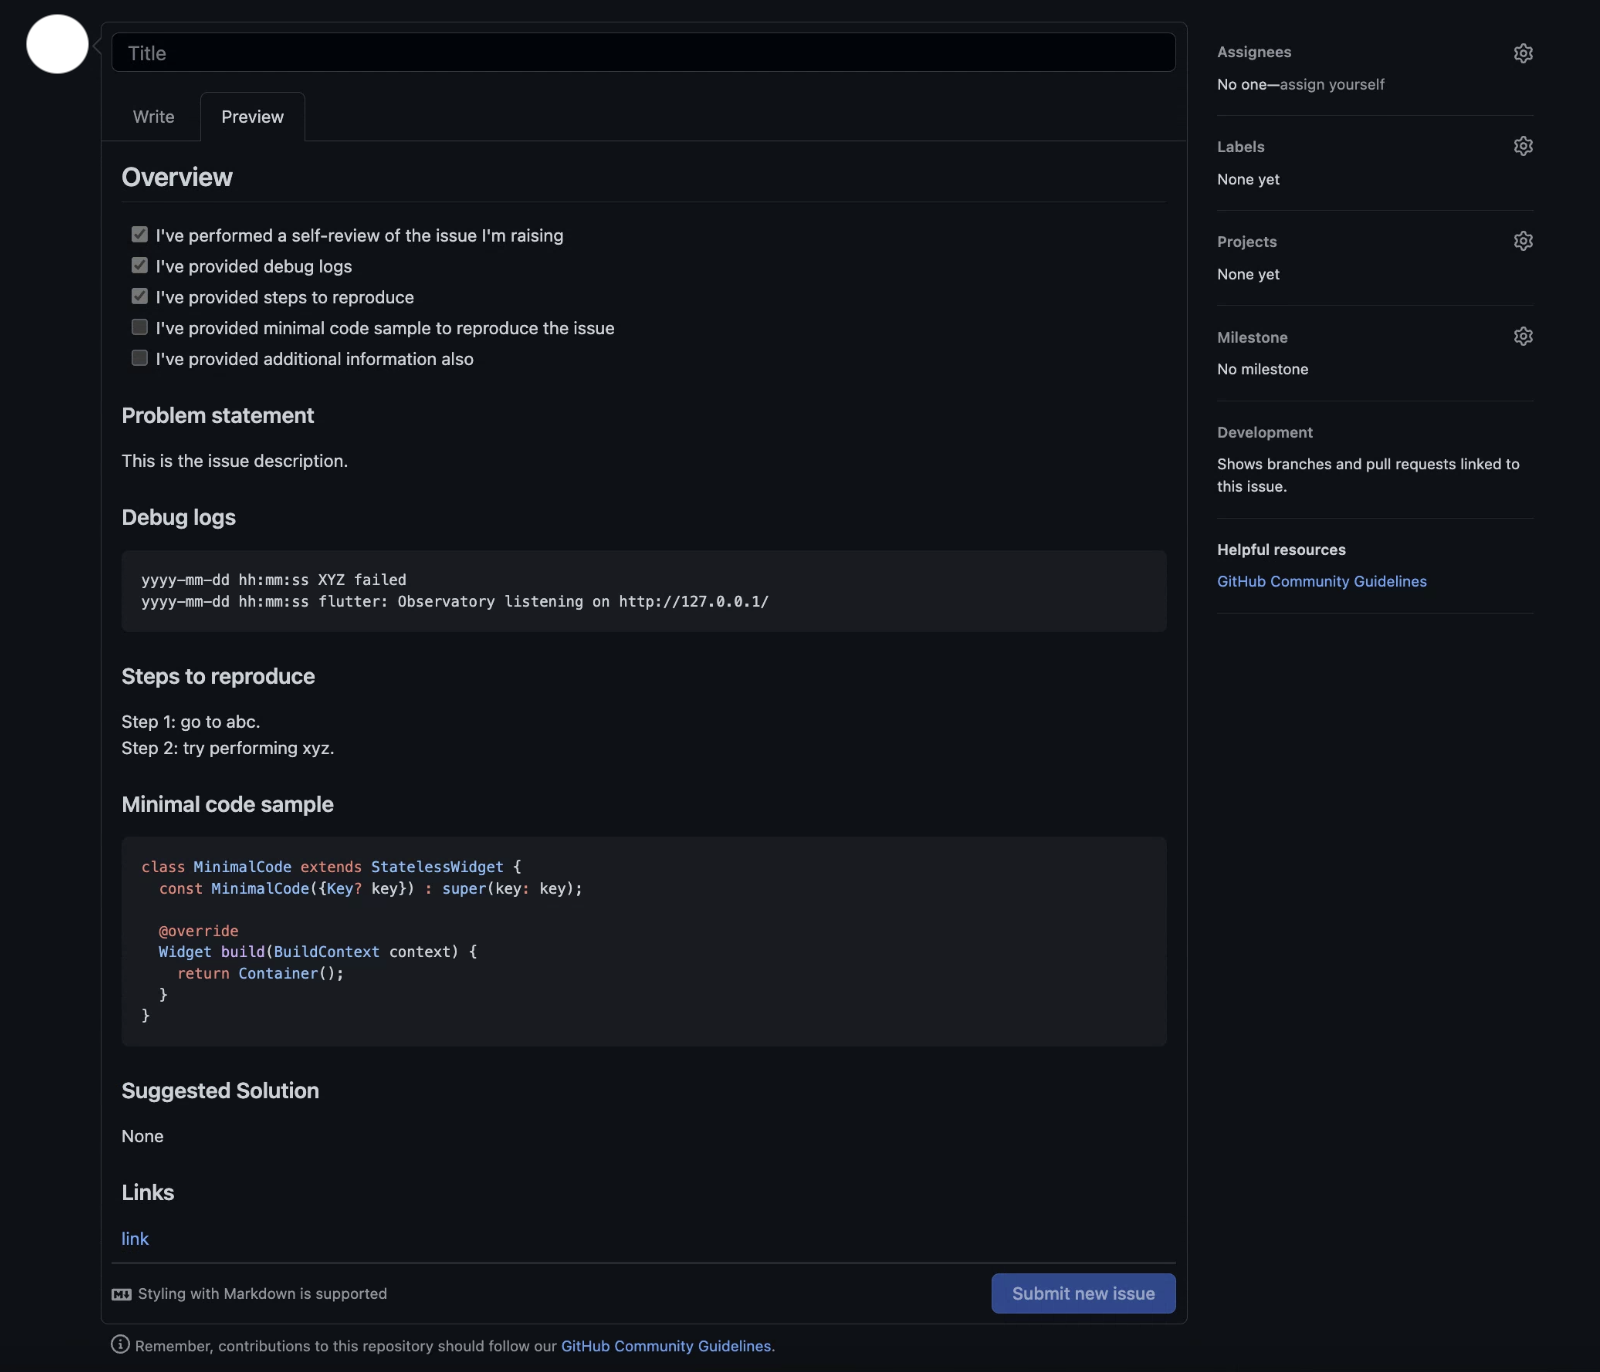 Title
Write
Preview
Overview
I've performed a self-review of the issue I'm raising
I've provided debug logs
I've provided steps to reproduce
I've provided minimal code sample to reproduce the issue
I've provided additional information also
Problem statement
This is the issue description.
Debug logs
yyyy-mm-dd hh:mm:ss XYZ failed
yyyy-mm-dd hh:mm:ss flutter: Observatory listening on http://127.0.0.1/
Steps to reproduce
Step 1: go to abc.
Step 2: try performing xyz.
Minimal code sample
class MinimalCode extends StatelessWidget {
  const MinimalCode({Key? key}) : super(key: key);

  @override
  Widget build(BuildContext context) {
    return Container();
  }
}
Suggested Solution
None
Links
link
Styling with Markdown is supported
Submit new issue
Remember, contributions to this repository should follow our GitHub Community Guidelines.
Assignees
No one—assign yourself
Labels
None yet
Projects
None yet
Milestone
No milestone
Development
Shows branches and pull requests linked to
this issue.
Helpful resources
GitHub Community Guidelines